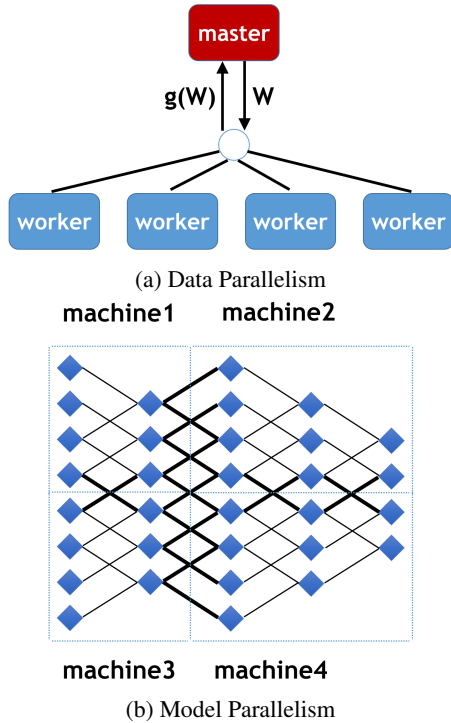 master
g(W) W
worker worker worker worker
(a) Data Parallelism
machine1 machine2
machine3 machine4
(b) Model Parallelism